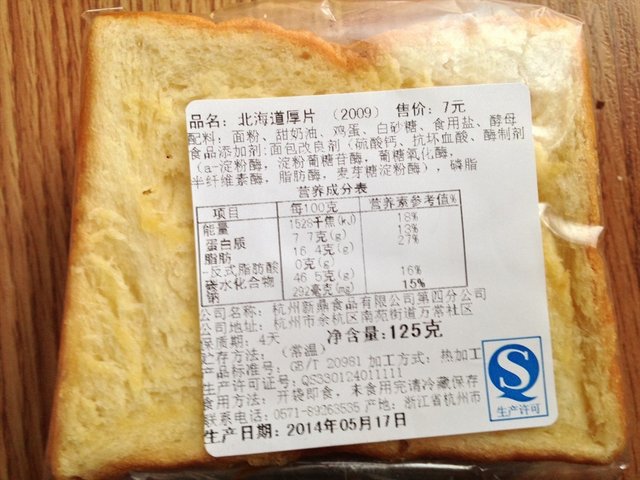 品名: 北海道厚片 (2009) 售价: 7元
配料: 面粉、甜奶油、鸡蛋、白砂糖、食用盐、酵母
食品添加剂:面包改良剂(硫酸钙、抗坏血酸、酶制剂
(a-淀粉酶, 淀粉葡糖苷酶, 葡糖氧化酶,
半纤维素酶, 脂肪酶, 麦芽糖淀粉酶), 磷脂
营养成分表
项目 每100克 营养素参考值%
能量 1528千焦(kJ) 18%
蛋白质 7.7克(g) 13%
脂肪 16.4克(g) 27%
-反式脂肪酸 0克(g)
碳水化合物 46.5克(g) 16%
钠 292毫克(mg) 15%
公司名称: 杭州新鼎食品有限公司第四分公司
公司地址: 杭州市余杭区南苑街道万常社区
保质期: 4天 净含量:125克
贮存方法: (常温)
产品标准号: GB/T 20981 加工方式: 热加工
生产许可证号: QS330124011111
食用方法: 开袋即食, 未食用完请冷藏保存
联系电话: 0571-89263535 产地: 浙江省杭州市
生产日期: 2014年05月17日
QS
生产许可